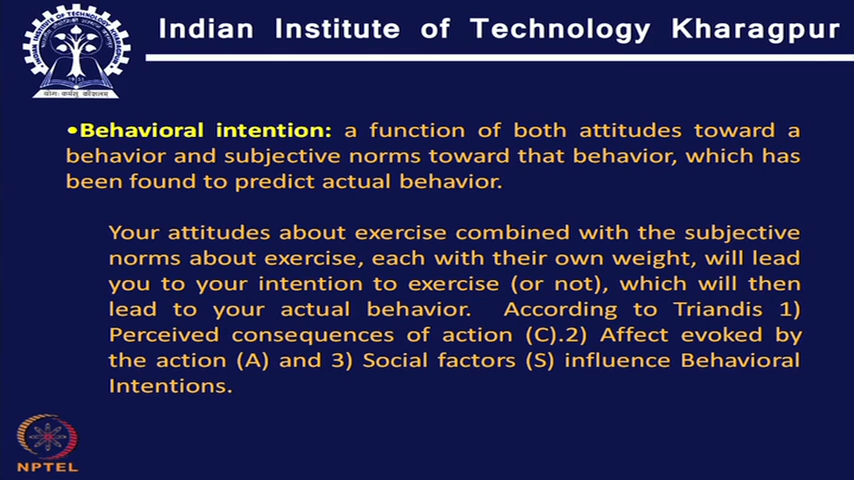 Indian Institute of Technology Kharagpur
•Behavioral intention: a function of both attitudes toward a
behavior and subjective norms toward that behavior, which has
been found to predict actual behavior.
Your attitudes about exercise combined with the subjective
norms about exercise, each with their own weight, will lead
you to your intention to exercise (or not), which will then
lead to your actual behavior. According to Triandis 1)
Perceived consequences of action (C).2) Affect evoked by
the action (A) and 3) Social factors (S) influence Behavioral
Intentions.
NPTEL